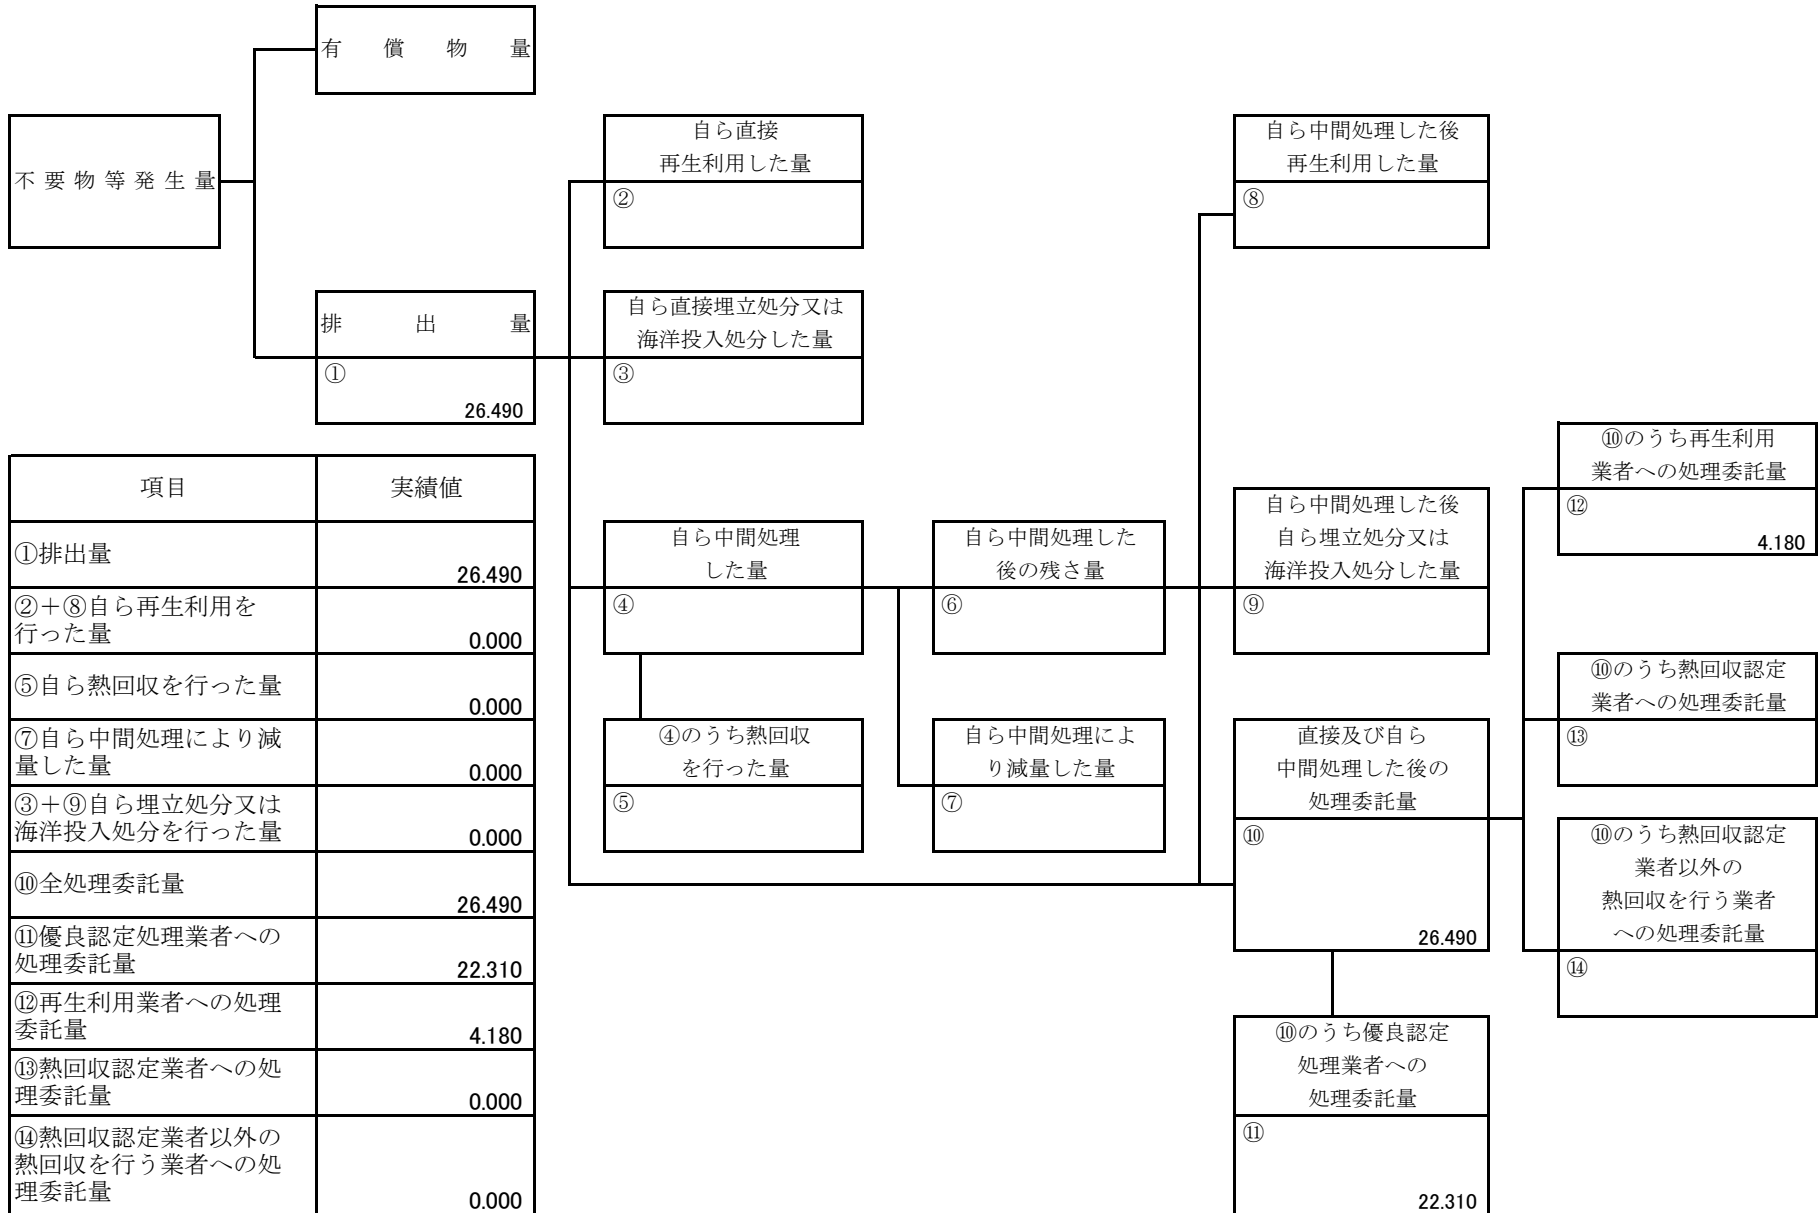 有償物量
不要物等発生量
排出量
①
26.490
自ら直接
再生利用した量
②
自ら直接埋立処分又は
海洋投入処分した量
③
自ら中間処理
した量
④
④のうち熱回収
を行った量
⑤
自ら中間処理した
後の残さ量
⑥
自ら中間処理によ
り減量した量
⑦
自ら中間処理した後
再生利用した量
⑧
自ら中間処理した後
自ら埋立処分又は
海洋投入処分した量
⑨
直接及び自ら
中間処理した後の
処理委託量
⑩
26.490
⑩のうち優良認定
処理業者への
処理委託量
⑪
22.310
⑩のうち再生利用
業者への処理委託量
⑫
4.180
⑩のうち熱回収認定
業者への処理委託量
⑬
⑩のうち熱回収認定
業者以外の
熱回収を行う業者
への処理委託量
⑭
項目 実績値
①排出量
26.490
②+⑧自ら再生利用を
行った量
0.000
⑤自ら熱回収を行った量
0.000
⑦自ら中間処理により減
量した量
0.000
③+⑨自ら埋立処分又は
海洋投入処分を行った量
0.000
⑩全処理委託量
26.490
⑪優良認定処理業者への
処理委託量
22.310
⑫再生利用業者への処理
委託量
4.180
⑬熱回収認定業者への処
理委託量
0.000
⑭熱回収認定業者以外の
熱回収を行う業者への処
理委託量
0.000